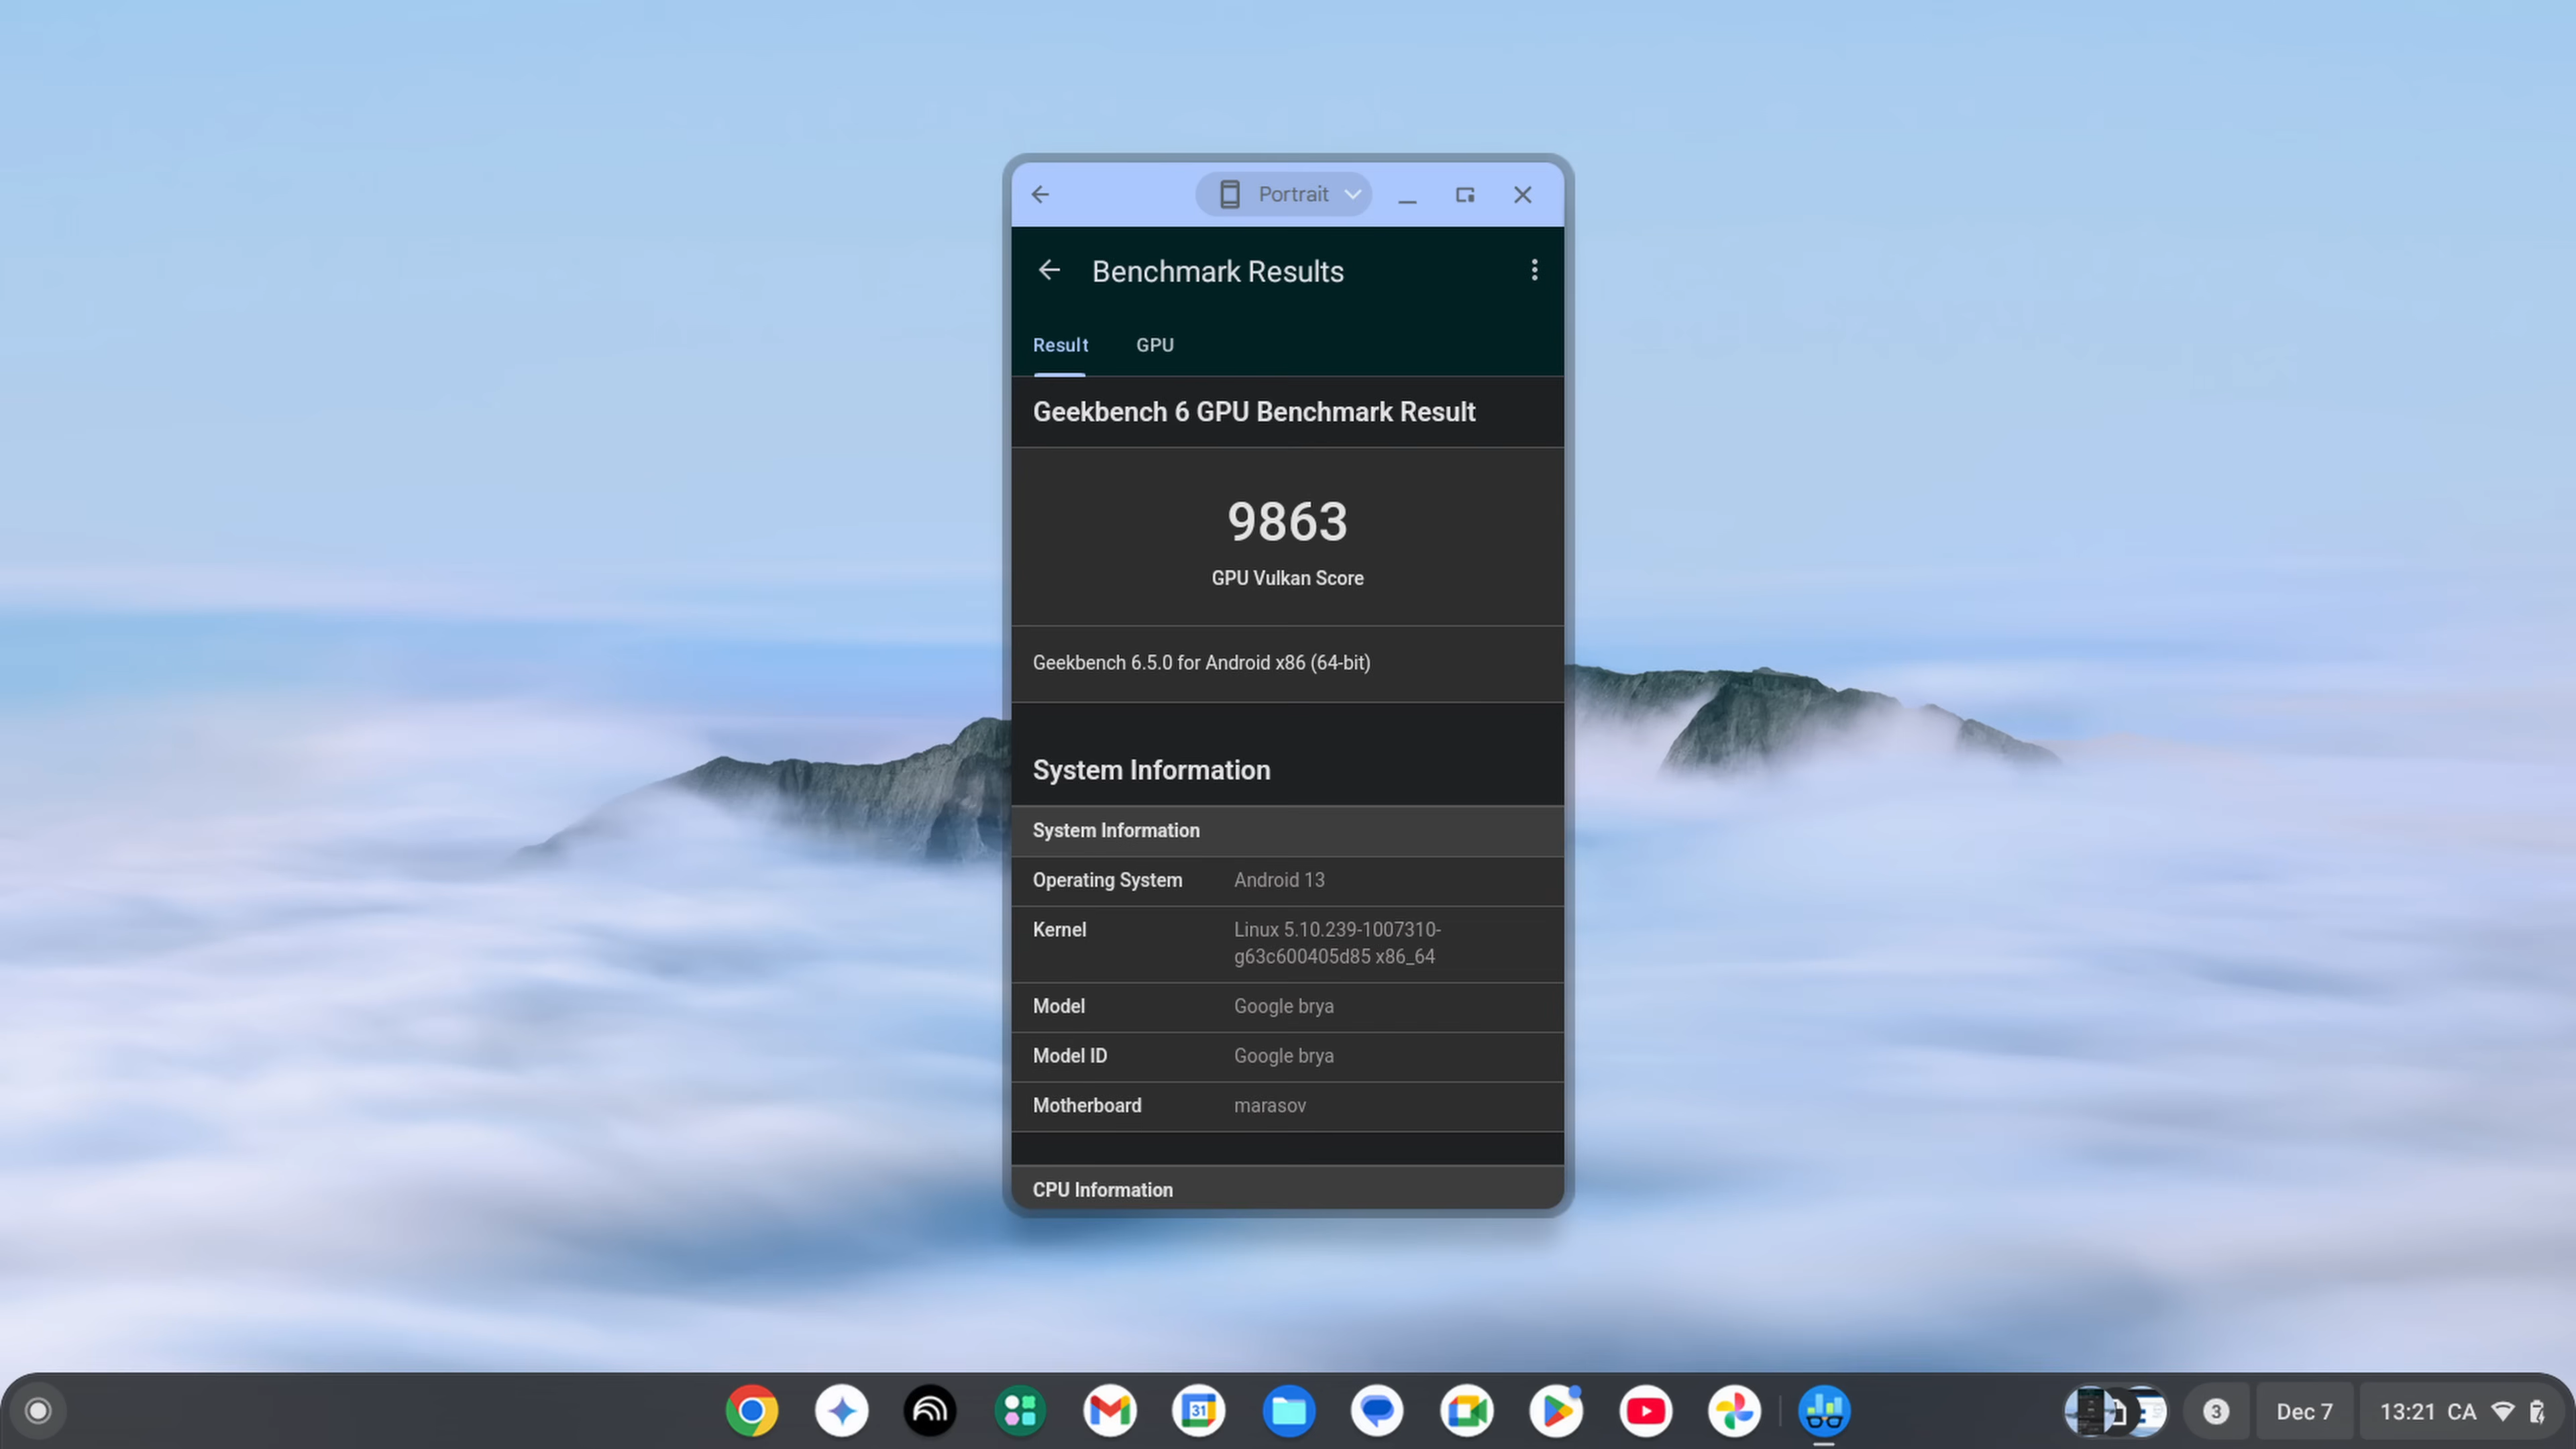 Portrait
Benchmark Results
Result GPU
Geekbench 6 GPU Benchmark Result
9863
GPU Vulkan Score
Geekbench 6.5.0 for Android x86 (64-bit)
System Information
System Information
Operating System Android 13
Kernel Linux 5.10.239-1007310-
g63c600405d85 x86_64
Model Google brya
Model ID Google brya
Motherboard marasov
CPU Information
31
3 Dec 7 13:21 CA